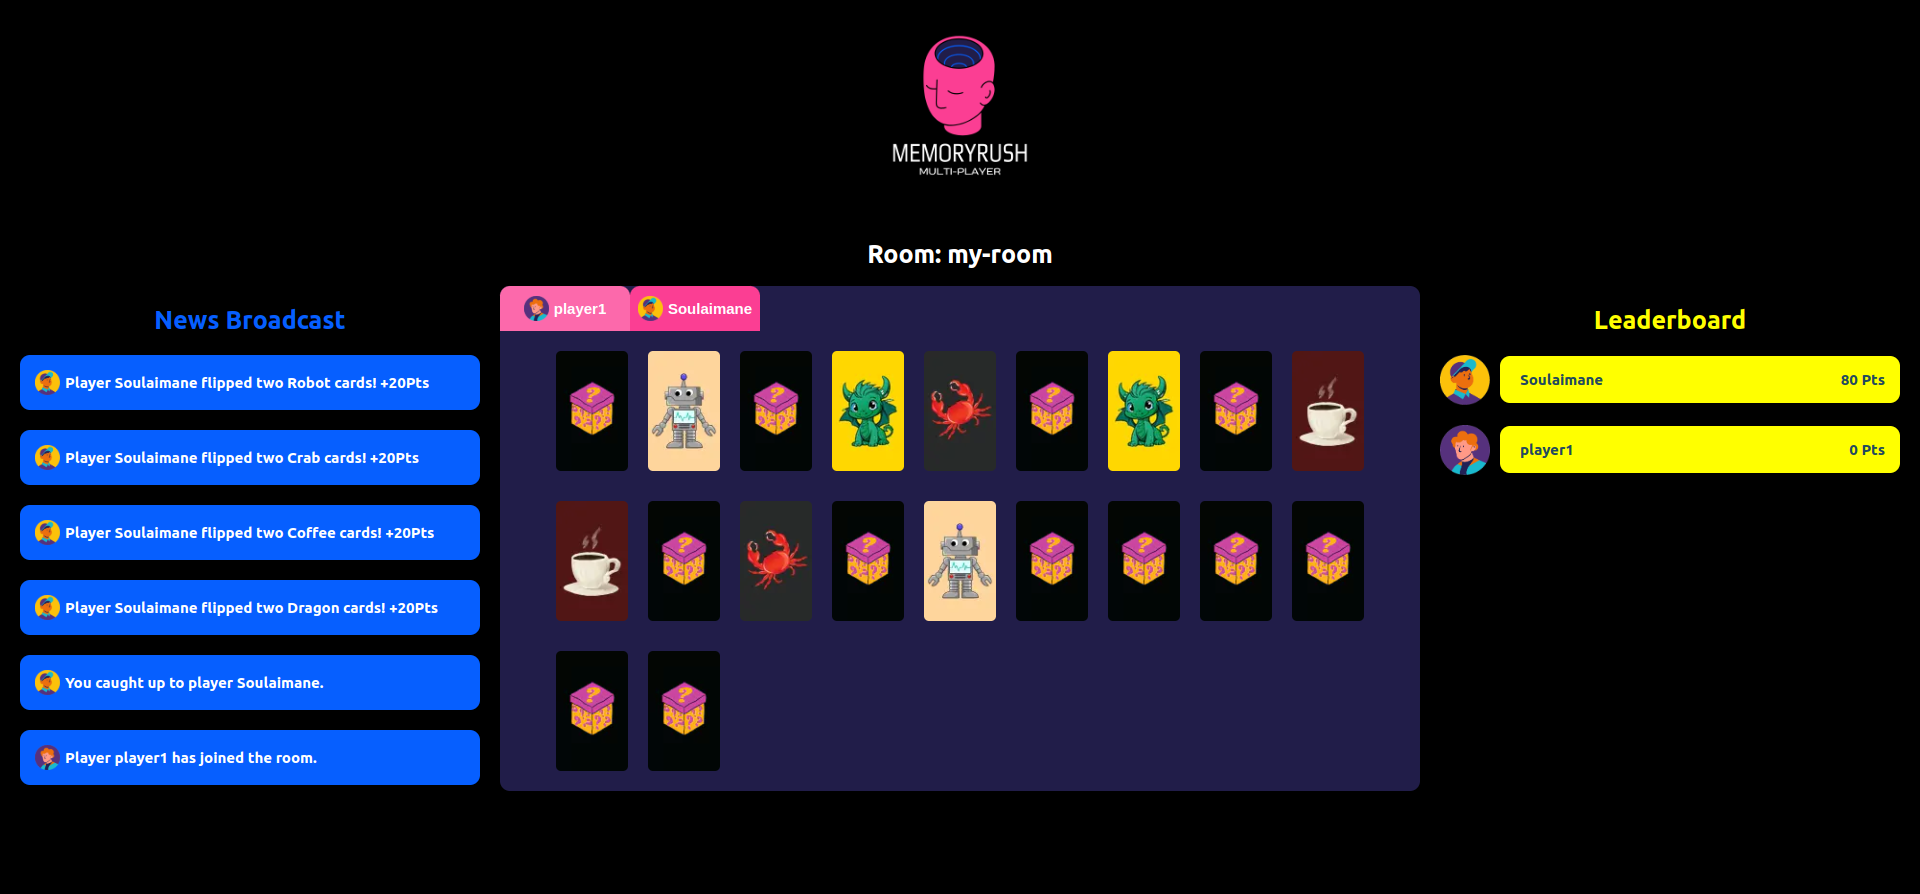 MEMORYRUSH
MULTI-PLAYER
Room: my-room
News Broadcast
Player Soulaimane flipped two Robot cards! +20Pts
Player Soulaimane flipped two Crab cards! +20Pts
Player Soulaimane flipped two Coffee cards! +20Pts
Player Soulaimane flipped two Dragon cards! +20Pts
You caught up to player Soulaimane.
Player player1 has joined the room.
player1
Soulaimane
Leaderboard
Soulaimane 80 Pts
player1 0 Pts